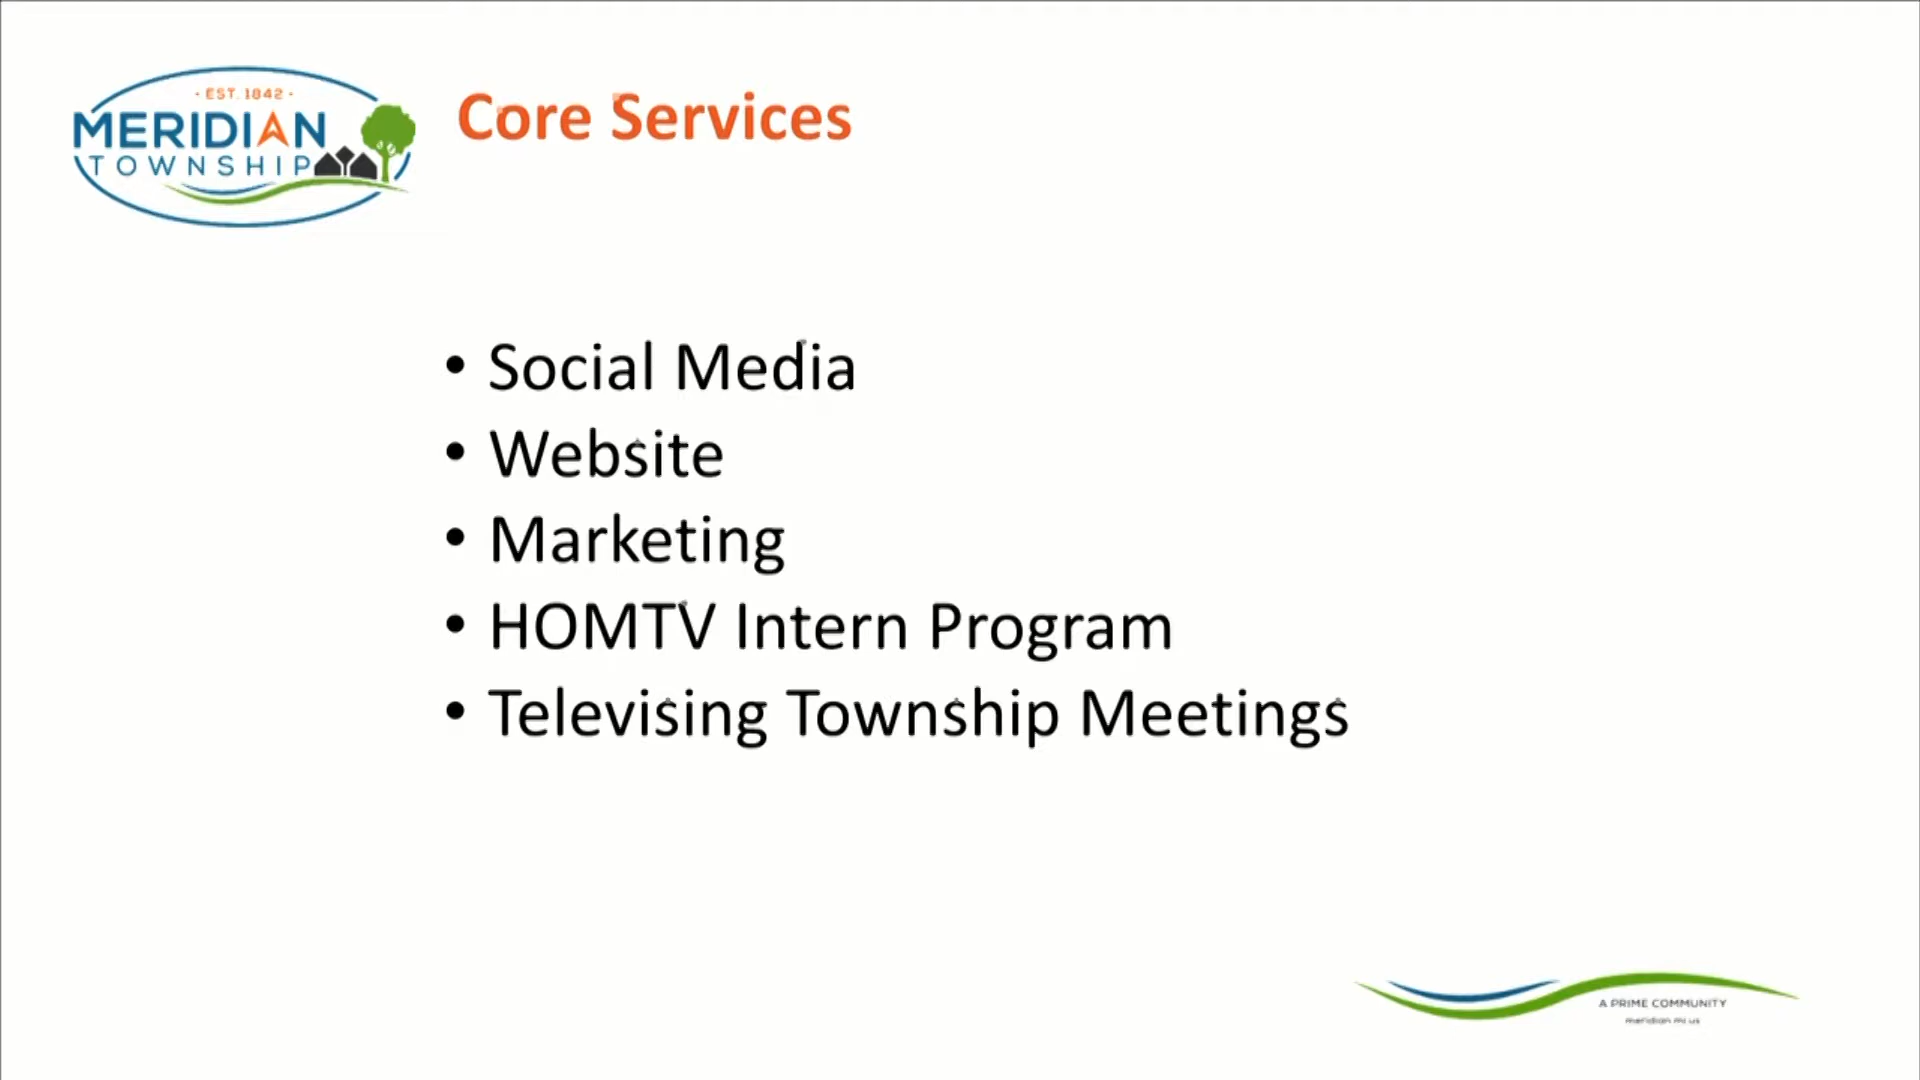 · EST. 1842 ·
MERIDIAN
TOWNSHIP
Core Services
• Social Media
• Website
• Marketing
• HOMTV Intern Program
• Televising Township Meetings
A PRIME COMMUNITY
meridian.mi.us